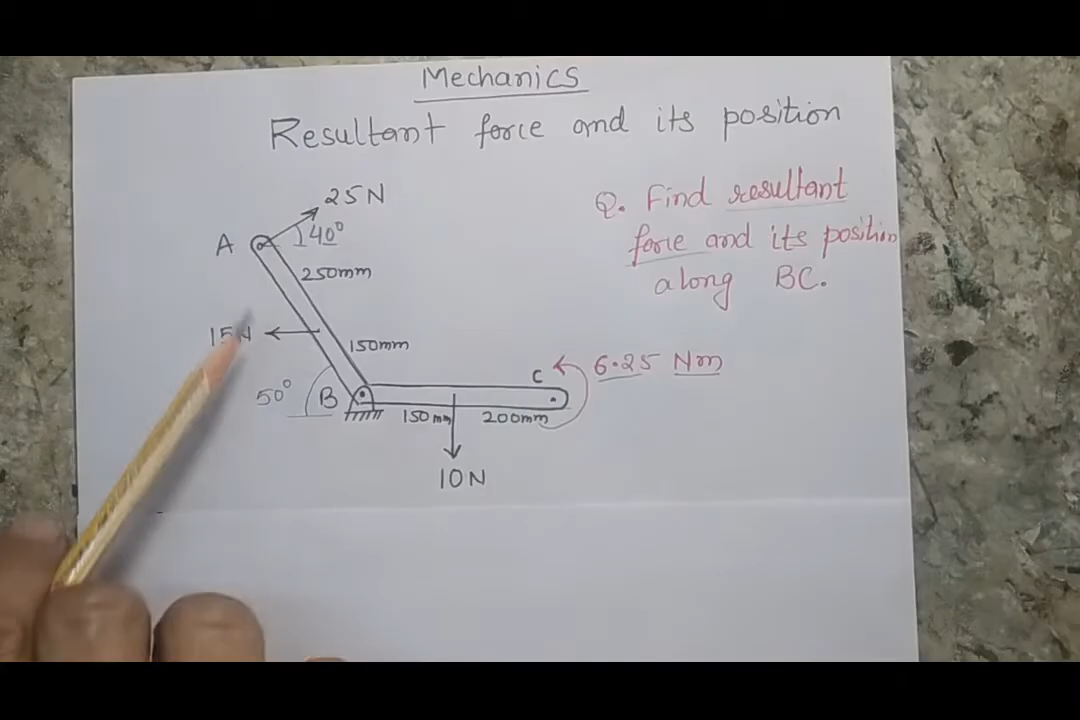 Mechanics
Resultant force and its position
25N
A
40°
250mm
Q. Find resultant
force and its position
along BC.
15N
150mm
50°
B
C
6.25 Nm
150mm
200mm
10N